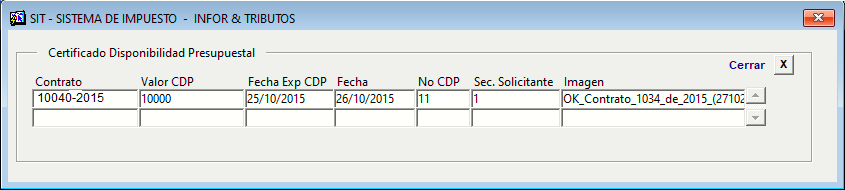 SIT - SISTEMA DE IMPUESTO - INFOR & TRIBUTOS
Certificado Disponibilidad Presupuestal
Cerrar X
Contrato Valor CDP Fecha Exp CDP Fecha No CDP Sec. Solicitante Imagen
10040-2015 10000 25/10/2015 26/10/2015 11 1 OK_Contrato_1034_de_2015_(27102